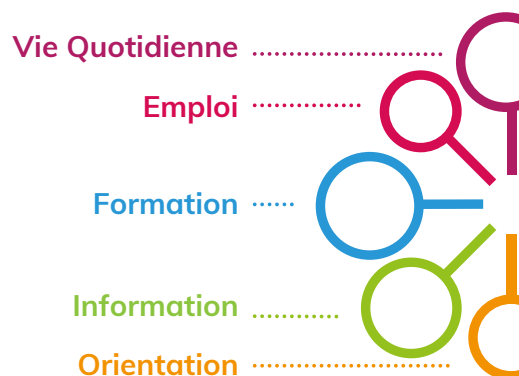 Vie Quotidienne
Emploi
Formation
Information
Orientation